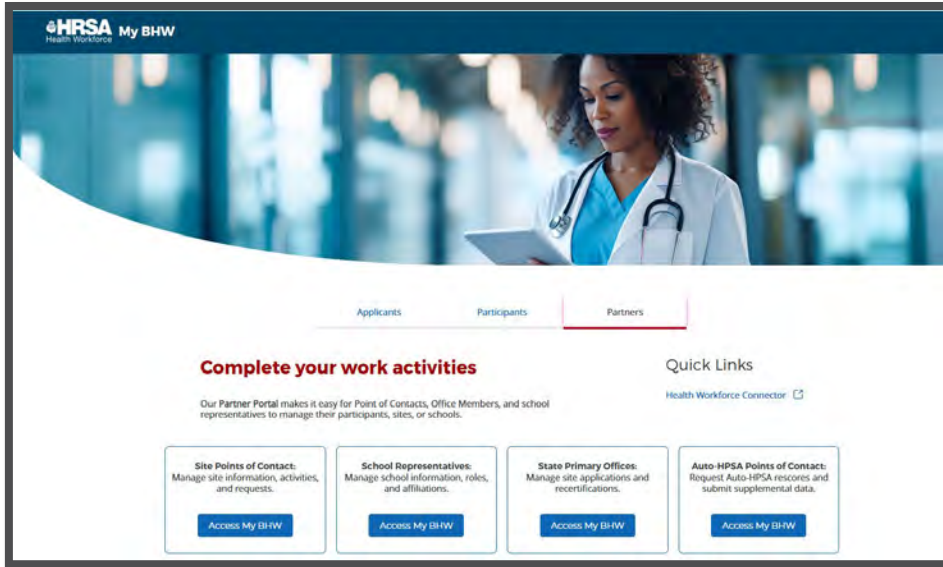 HRSA My BHW
Health Workforce
Applicants Participants Partners
Complete your work activities
Our Partner Portal makes it easy for Point of Contacts, Office Members, and school
representatives to manage their participants, sites, or schools.
Quick Links
Health Workforce Connector
Site Points of Contact:
Manage site information, activities,
and requests.
Access My BHW
School Representatives:
Manage school information, roles,
and affiliations.
Access My BHW
State Primary Offices:
Manage site applications and
recertifications.
Access My BHW
Auto-HPSA Points of Contact:
Request Auto-HPSA rescores and
submit supplemental data.
Access My BHW